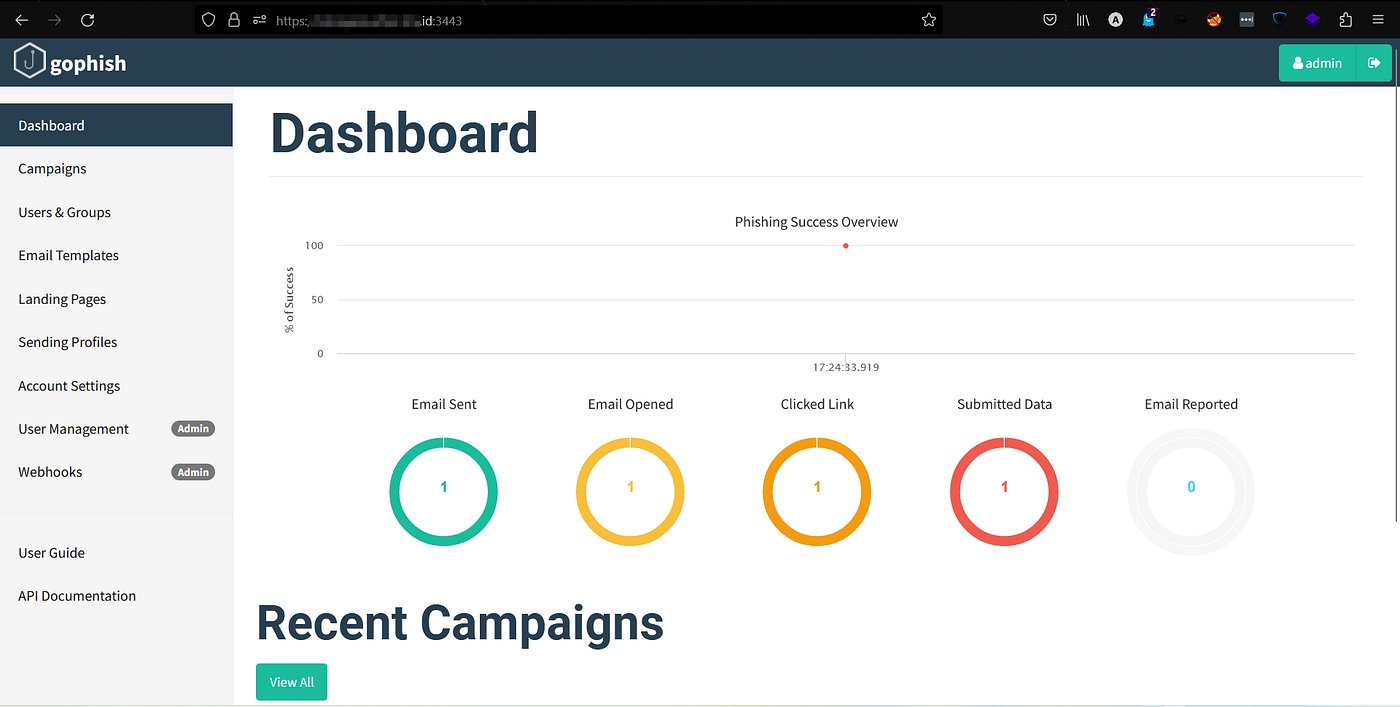 https:
.id:3443
2
A
gophish
admin
Dashboard
Campaigns
Users & Groups
Email Templates
Landing Pages
Sending Profiles
Account Settings
User Management Admin
Webhooks Admin
User Guide
API Documentation
Dashboard
Phishing Success Overview
% of Success
100
50
0
17:24:33.919
Email Sent
Email Opened
Clicked Link
Submitted Data
Email Reported
1
1
1
1
0
Recent Campaigns
View All